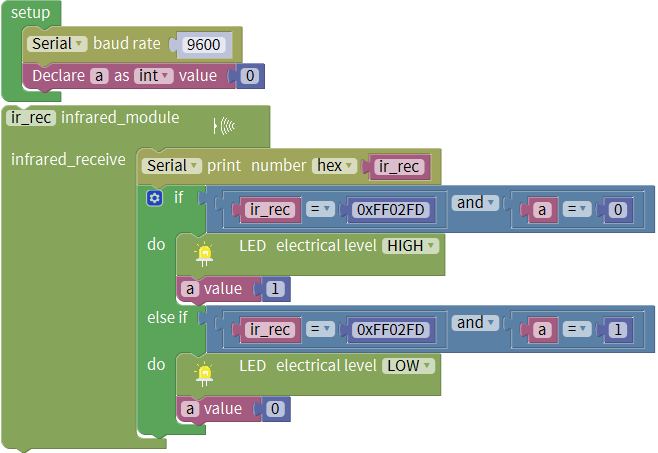 setup
Serial baud rate 9600
Declare a as int value 0
ir_rec infrared_module
infrared_receive Serial print number hex ir_rec
if ir_rec = 0xFF02FD and a = 0
do LED electrical level HIGH
a value 1
else if ir_rec = 0xFF02FD and a = 1
do LED electrical level LOW
a value 0